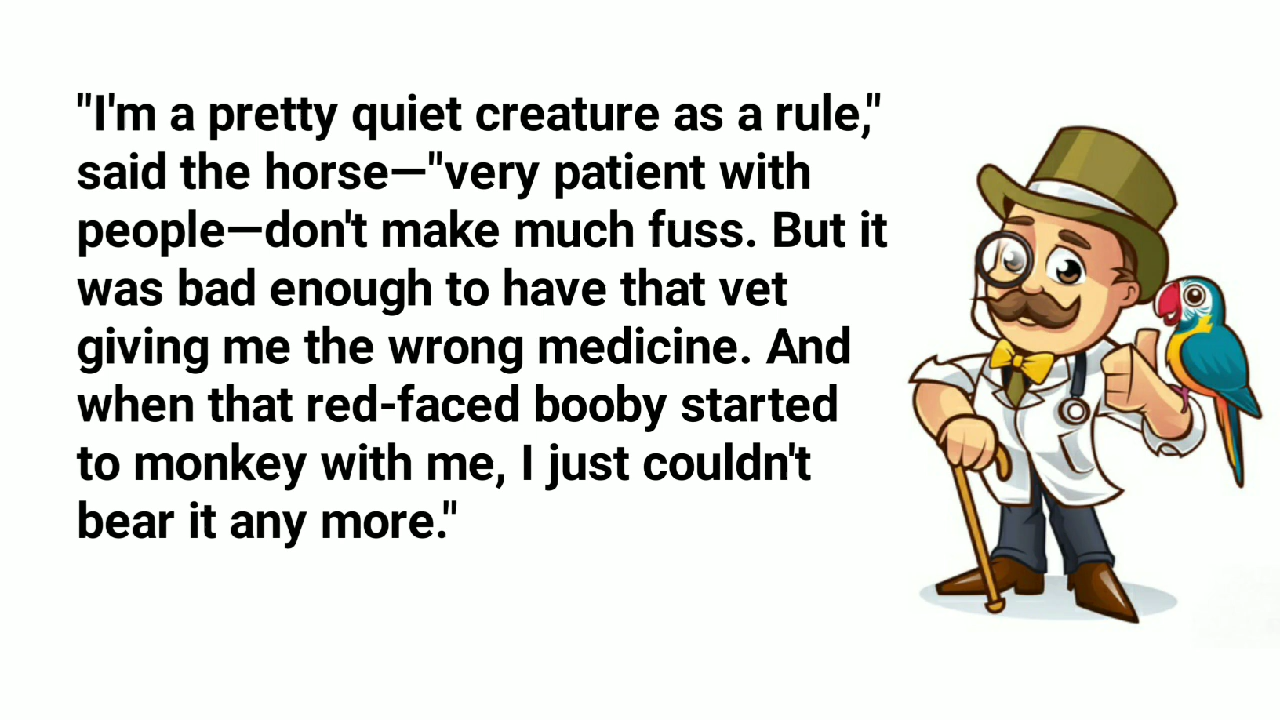 "I'm a pretty quiet creature as a rule,"
said the horse—"very patient with
people—don't make much fuss. But it
was bad enough to have that vet
giving me the wrong medicine. And
when that red-faced booby started
to monkey with me, I just couldn't
bear it any more."